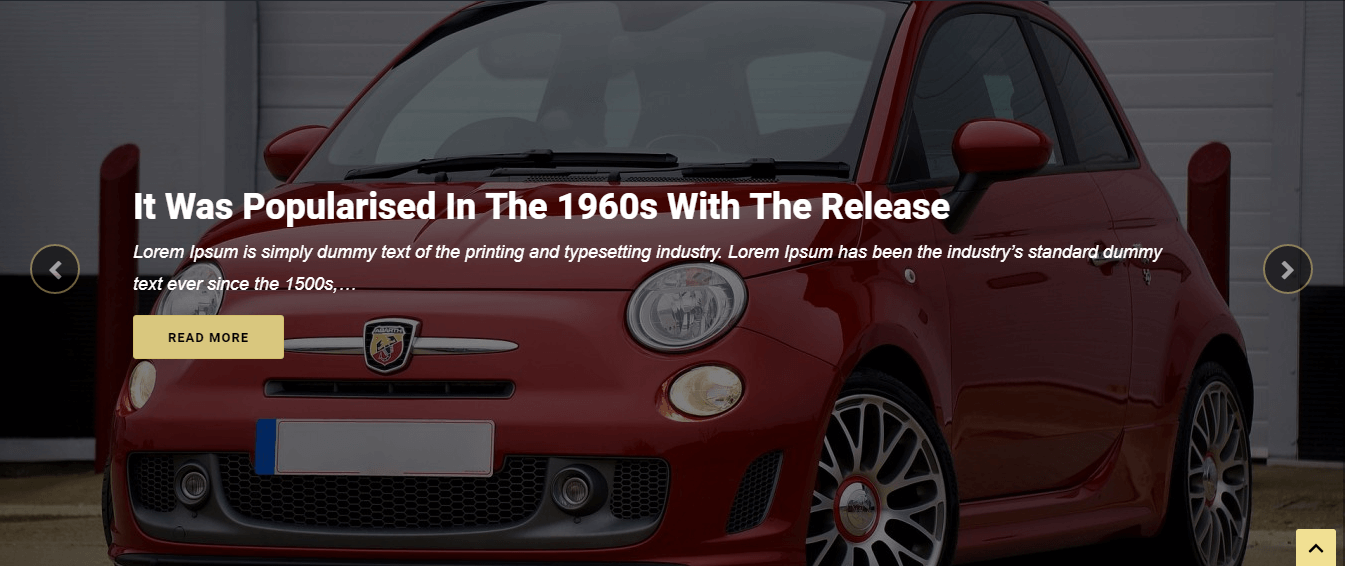 It Was Popularised In The 1960s With The Release
Lorem Ipsum is simply dummy text of the printing and typesetting industry. Lorem Ipsum has been the industry’s standard dummy
text ever since the 1500s,…
READ MORE
ABARTH